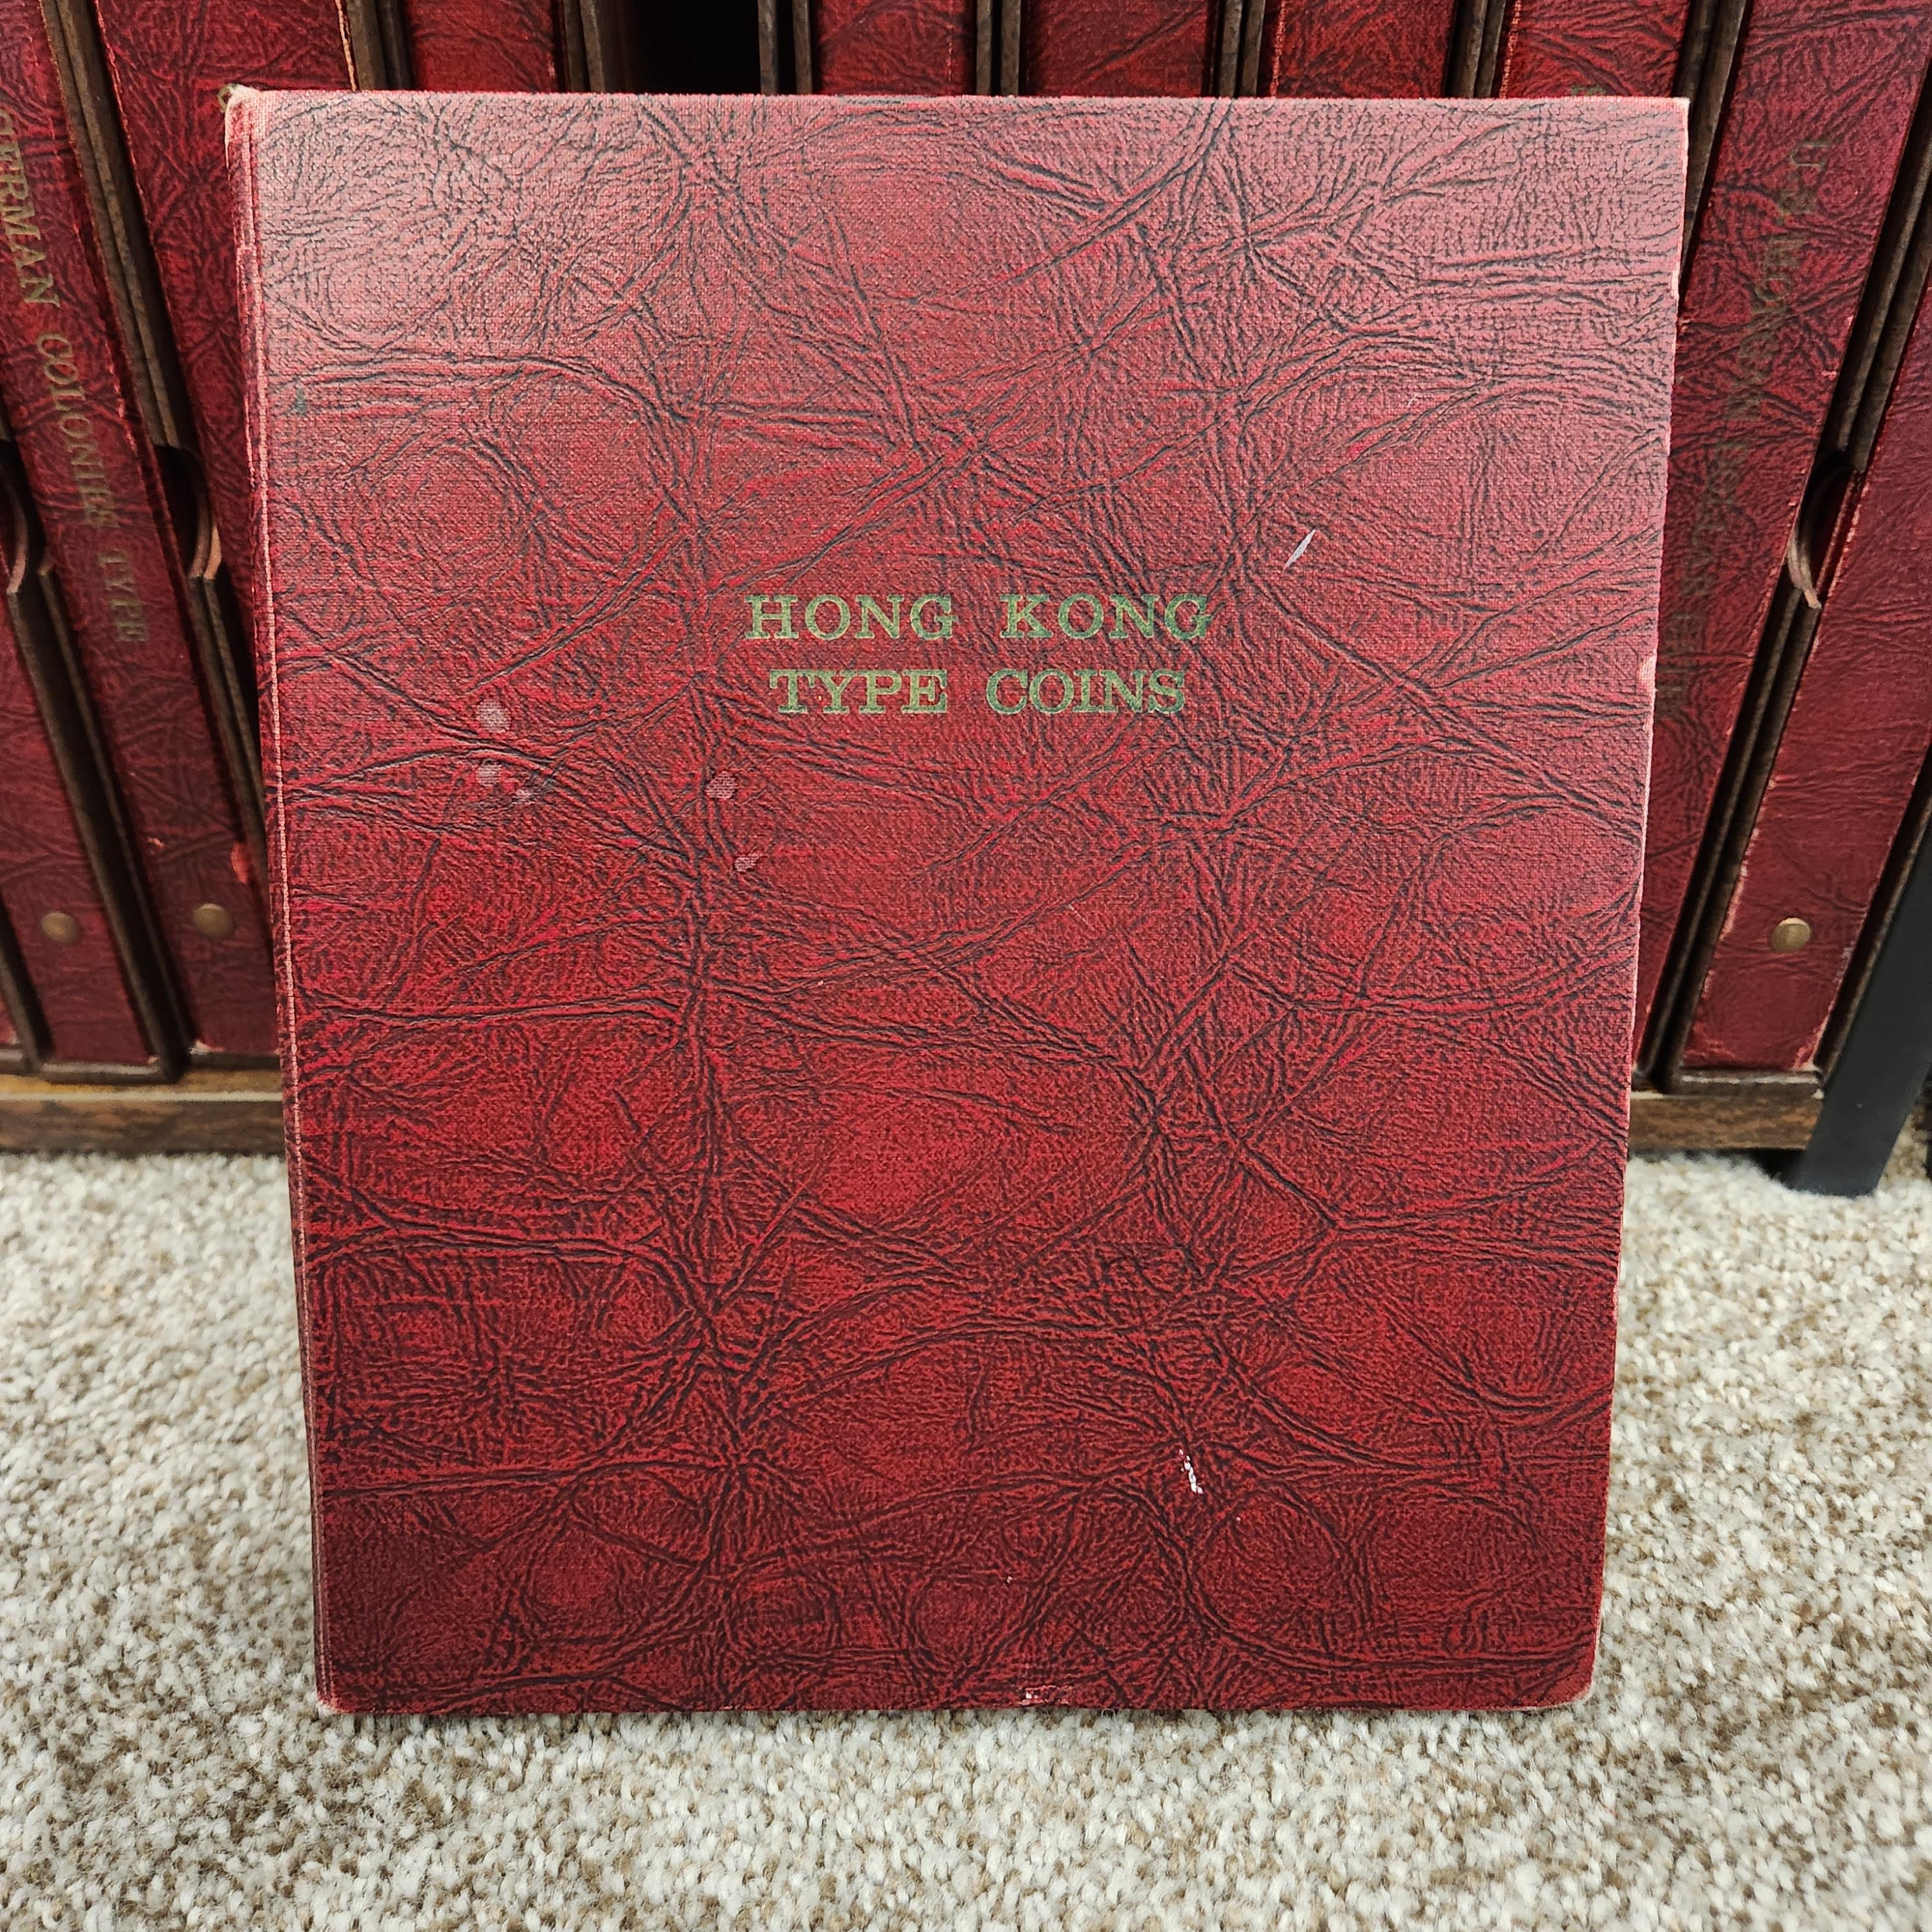 HONG KONG
TYPE COINS
GERMAN COLONIES TYPE